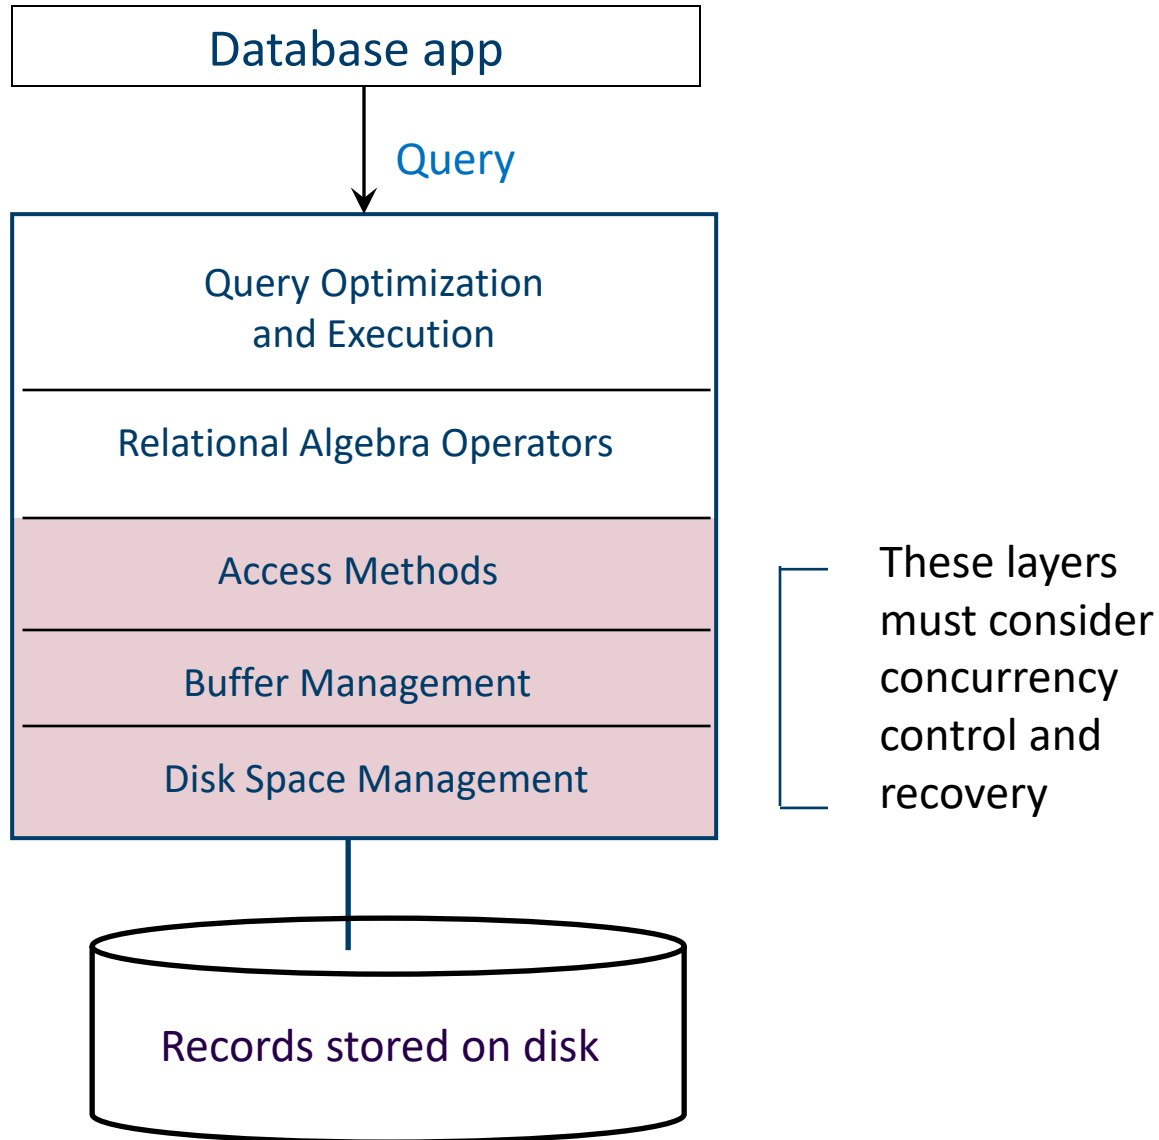 Database app
Query
Query Optimization
and Execution
Relational Algebra Operators
Access Methods
Buffer Management
Disk Space Management
These layers
must consider
concurrency
control and
recovery
Records stored on disk